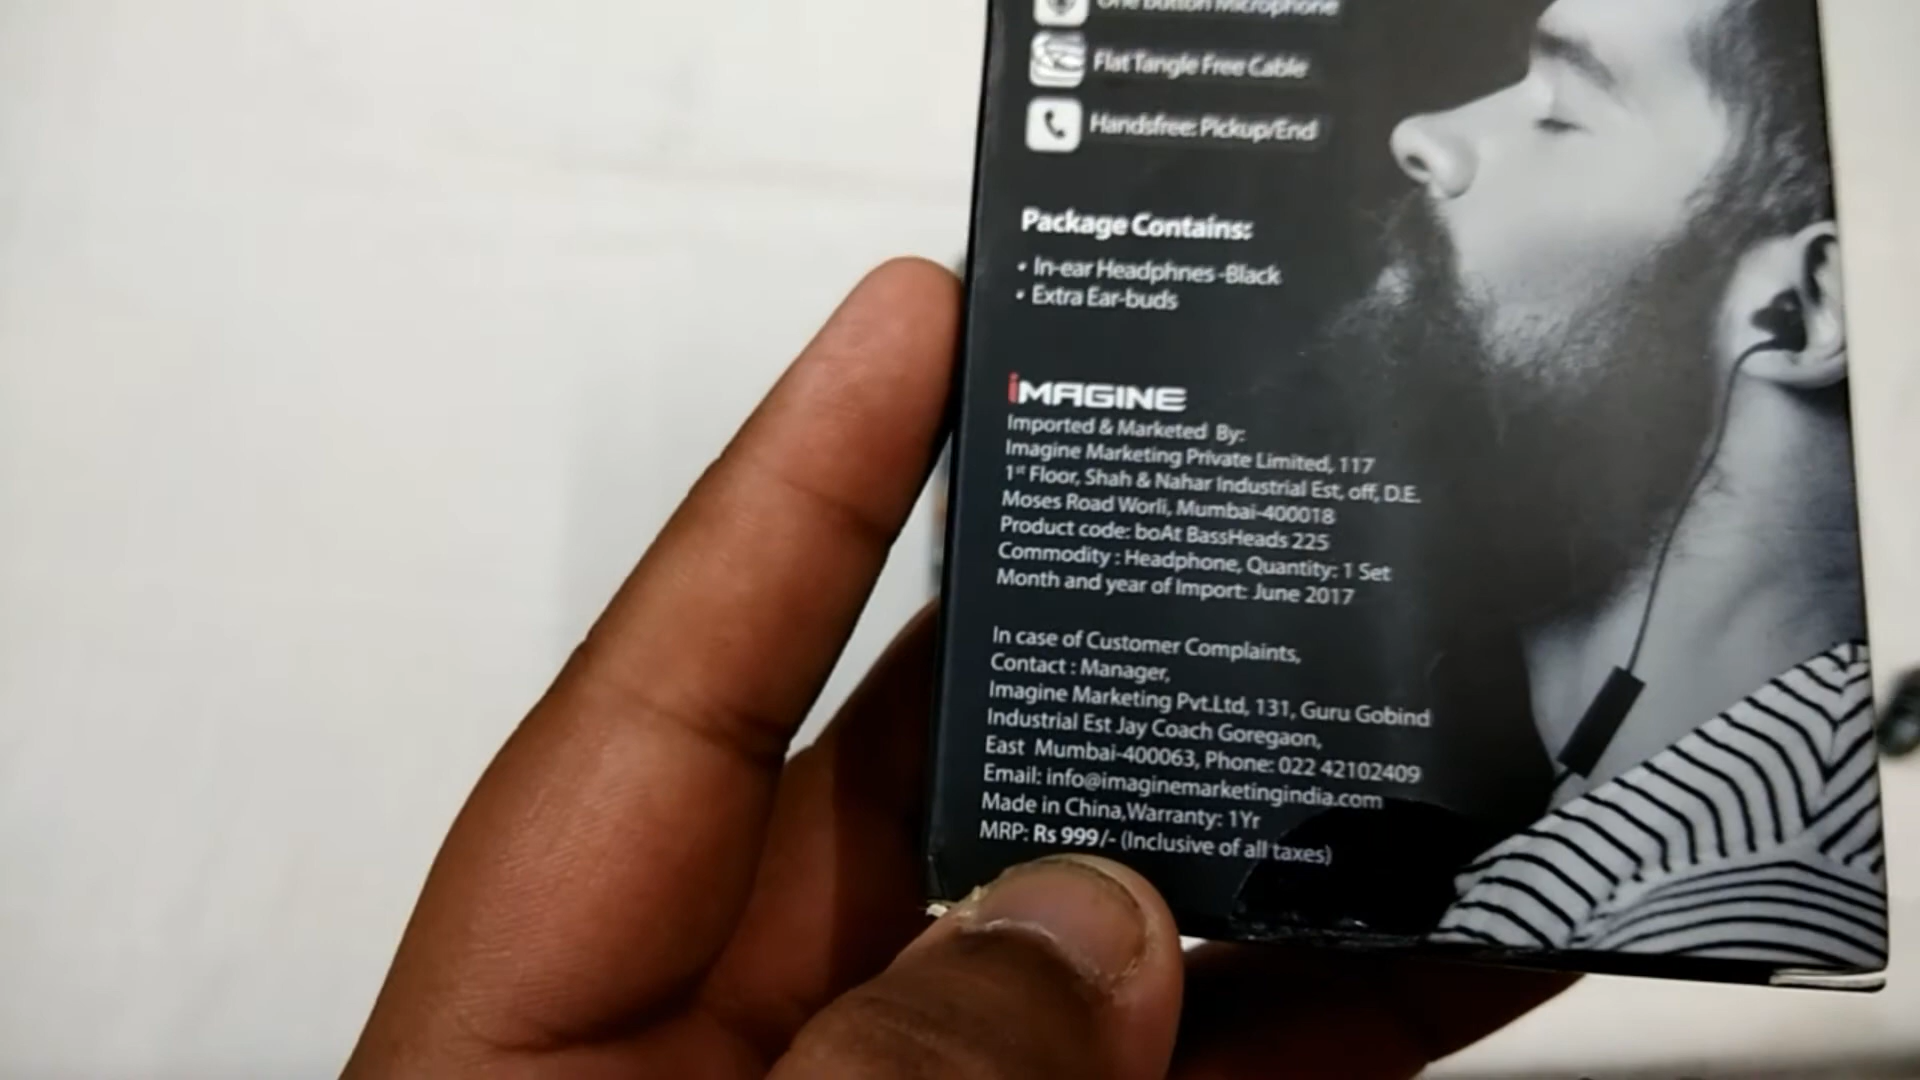 One Button Microphone
Flat Tangle Free Cable
Handsfree: Pickup/End
Package Contains:
• In-ear Headphnes -Black
• Extra Ear-buds
iMAGINE
Imported & Marketed By:
Imagine Marketing Private Limited, 117
1st Floor, Shah & Nahar Industrial Est, off, D.E.
Moses Road Worli, Mumbai-400018
Product code: boAt BassHeads 225
Commodity : Headphone, Quantity: 1 Set
Month and year of Import: June 2017
In case of Customer Complaints,
Contact : Manager,
Imagine Marketing Pvt.Ltd, 131, Guru Gobind
Industrial Est Jay Coach Goregaon,
East Mumbai-400063, Phone: 022 42102409
Email: info@imaginemarketingindia.com
Made in China,Warranty: 1Yr
MRP: Rs 999/- (Inclusive of all taxes)